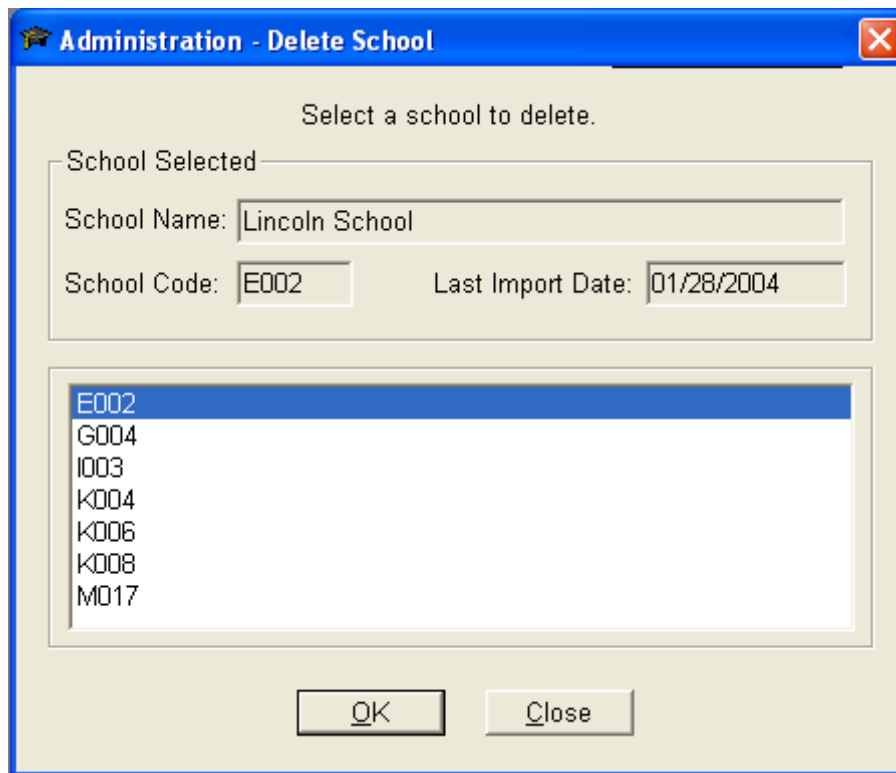 Administration - Delete School
Select a school to delete.
School Selected
School Name: Lincoln School
School Code: E002 Last Import Date: 01/28/2004
E002
G004
I003
K004
K006
K008
M017
OK Close